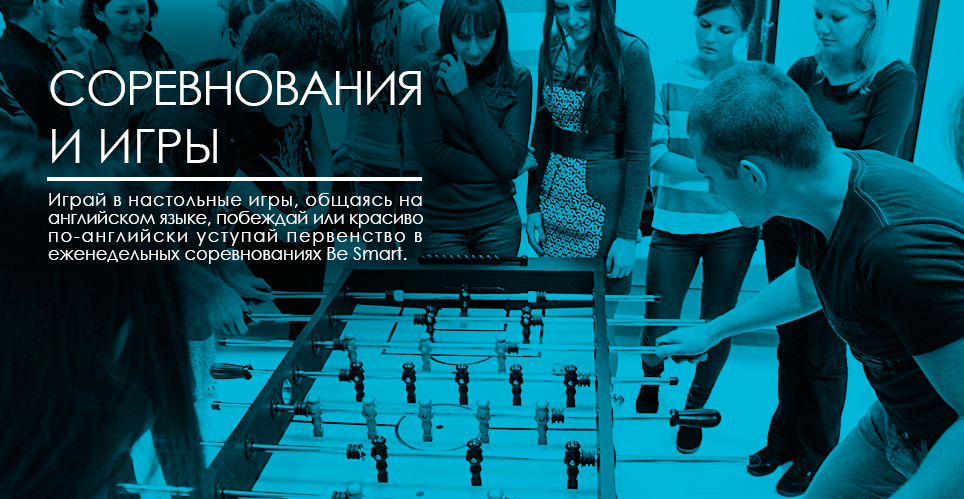 СОРЕВНОВАНИЯ
И ИГРЫ
Играй в настольные игры, общаясь на
английском языке, побеждай или красиво
по-английски уступай первенство в
еженедельных соревнованиях Be Smart.